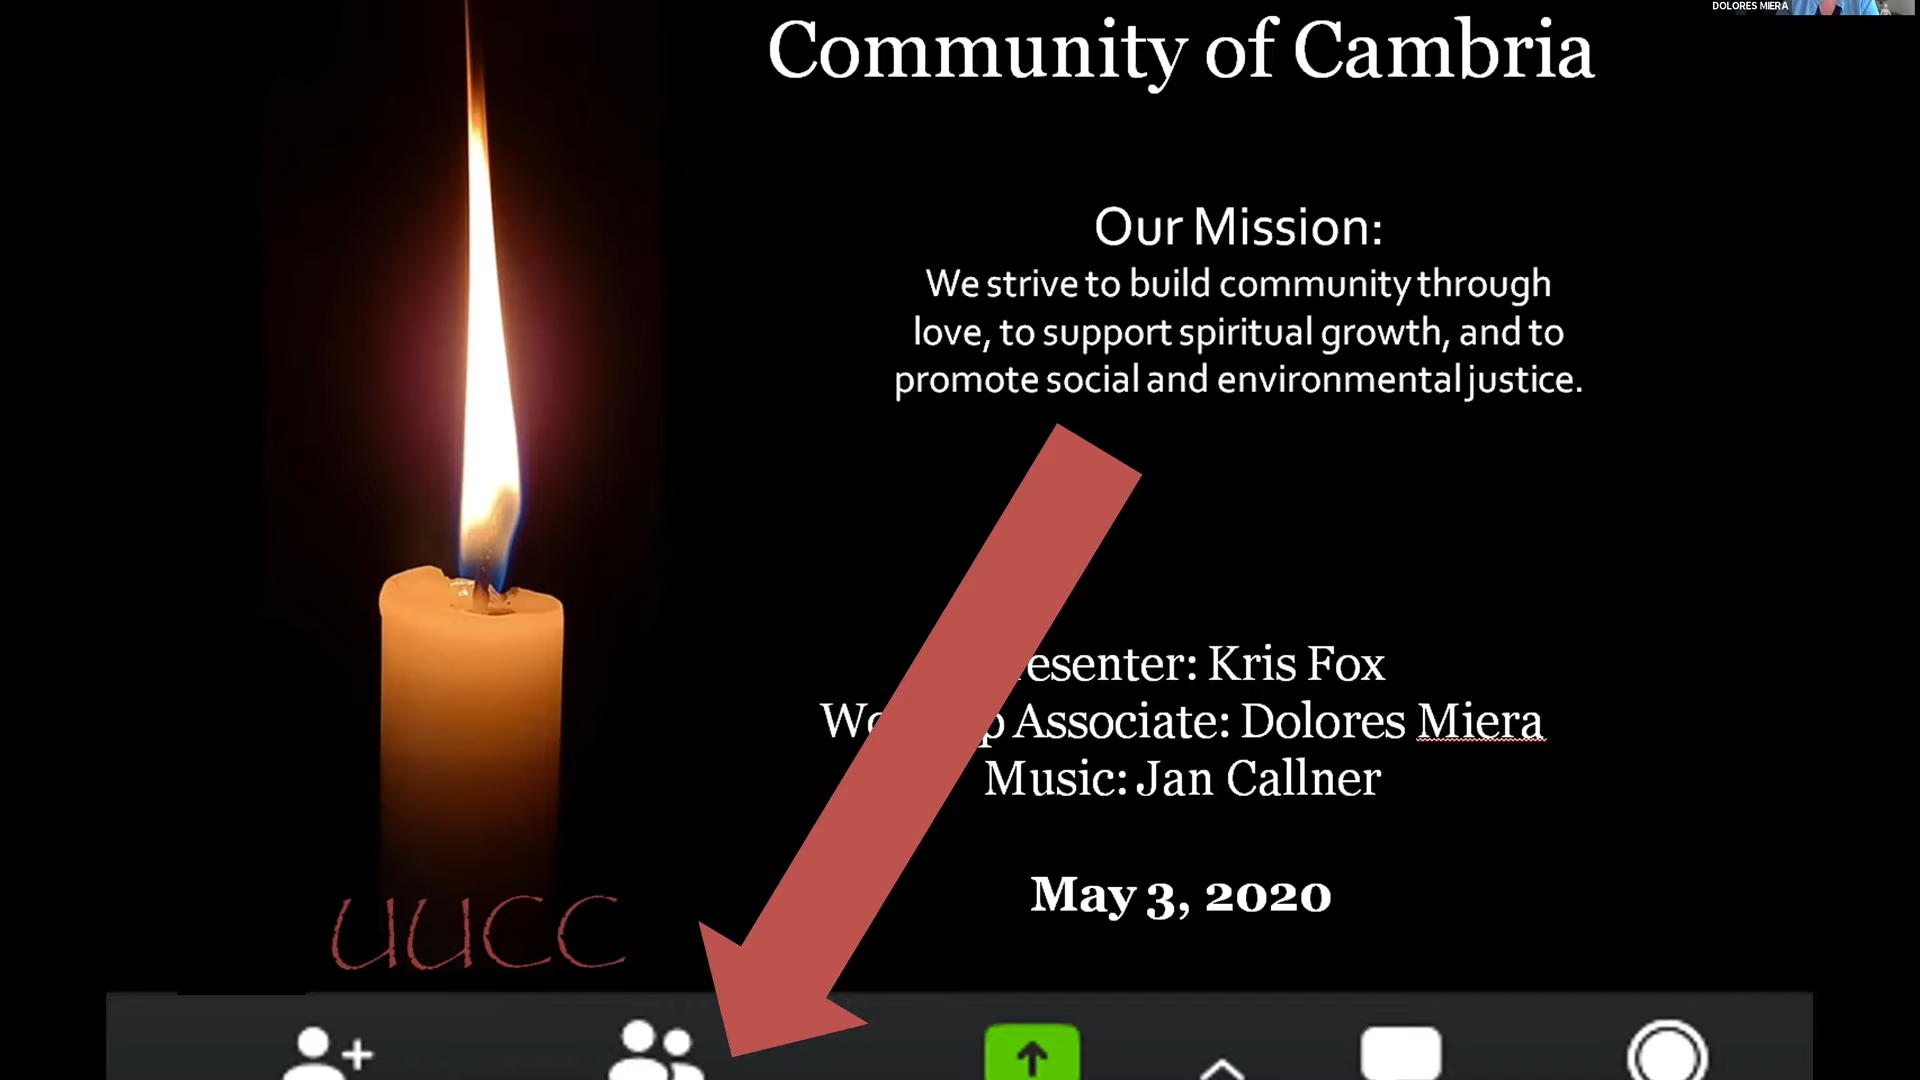 DOLORES MIERA
Community of Cambria
Our Mission:
We strive to build community through
love, to support spiritual growth, and to
promote social and environmental justice.
Kris Fox
Associate: Dolores Miera
Music: Jan Callner
May 3, 2020
UUCC